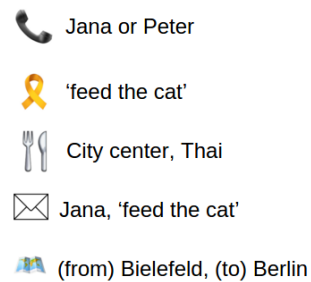 Jana or Peter
‘feed the cat’
City center, Thai
Jana, ‘feed the cat’
(from) Bielefeld, (to) Berlin